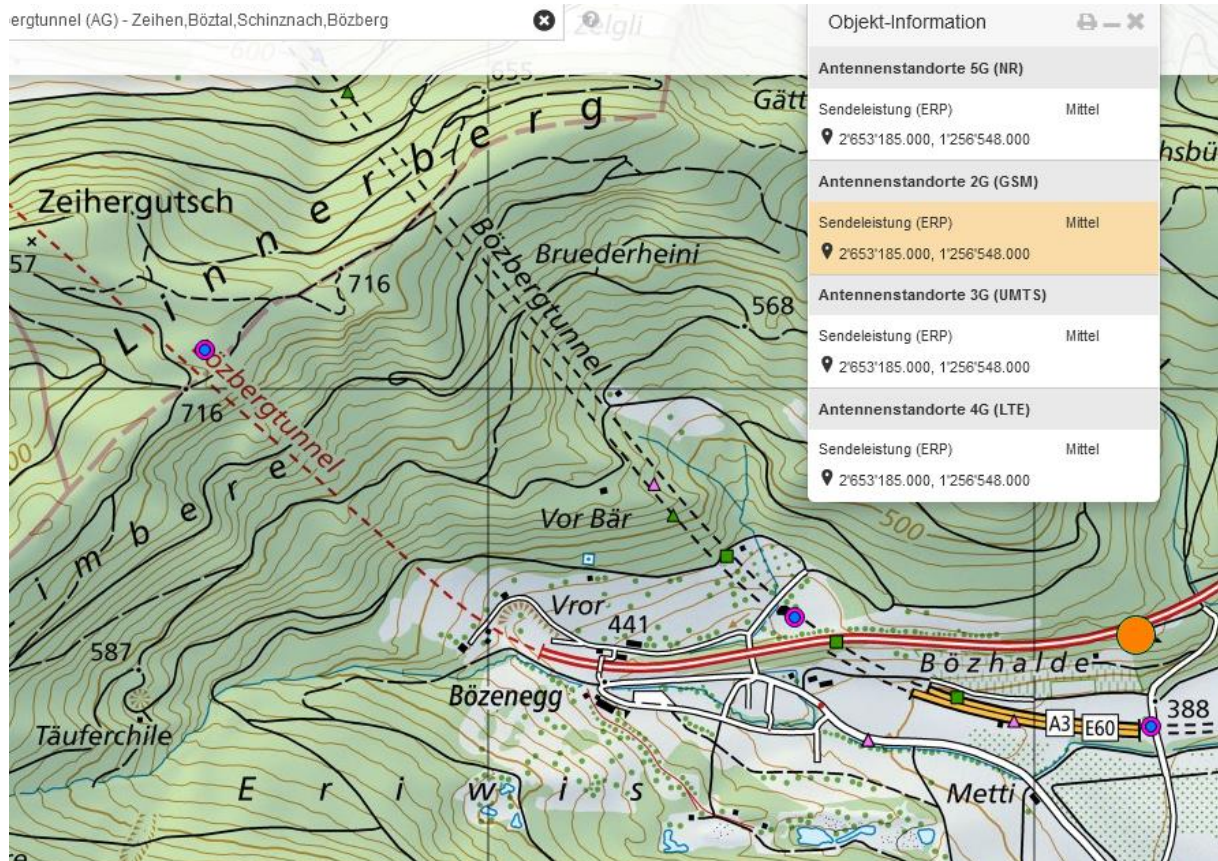 ergtunnel (AG) - Zeihen,Böztal,Schinznach,Bözberg
Zelgli
600
655
Objekt-Information
Antennenstandorte 5G (NR)
Sendeleistung (ERP) Mittel
2'653'185.000, 1'256'548.000
Antennenstandorte 2G (GSM)
Sendeleistung (ERP) Mittel
2'653'185.000, 1'256'548.000
Antennenstandorte 3G (UMTS)
Sendeleistung (ERP) Mittel
2'653'185.000, 1'256'548.000
Antennenstandorte 4G (LTE)
Sendeleistung (ERP) Mittel
2'653'185.000, 1'256'548.000
Gätt
hsbü
Linnerberg
Zeihergutsch
57
716
Bözbergtunnel
Bruederheini
568
Bözbergtunnel
716
00
imbere
Vor Bär
500
Vror
441
587
Bözhalde
Bözenegg
A3
E60
388
Täuferchile
Eriwis
Metti